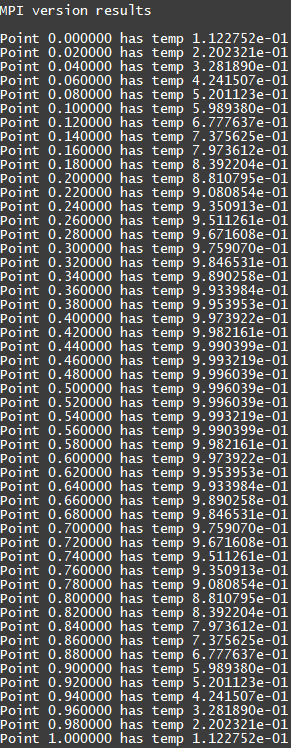 MPI version results
Point 0.000000 has temp 1.122752e-01
Point 0.020000 has temp 2.202321e-01
Point 0.040000 has temp 3.281890e-01
Point 0.060000 has temp 4.241507e-01
Point 0.080000 has temp 5.201123e-01
Point 0.100000 has temp 5.989380e-01
Point 0.120000 has temp 6.777637e-01
Point 0.140000 has temp 7.375625e-01
Point 0.160000 has temp 7.973612e-01
Point 0.180000 has temp 8.392204e-01
Point 0.200000 has temp 8.810795e-01
Point 0.220000 has temp 9.080854e-01
Point 0.240000 has temp 9.350913e-01
Point 0.260000 has temp 9.511261e-01
Point 0.280000 has temp 9.671608e-01
Point 0.300000 has temp 9.759070e-01
Point 0.320000 has temp 9.846531e-01
Point 0.340000 has temp 9.890258e-01
Point 0.360000 has temp 9.933984e-01
Point 0.380000 has temp 9.953953e-01
Point 0.400000 has temp 9.973922e-01
Point 0.420000 has temp 9.982161e-01
Point 0.440000 has temp 9.990399e-01
Point 0.460000 has temp 9.993219e-01
Point 0.480000 has temp 9.996039e-01
Point 0.500000 has temp 9.996039e-01
Point 0.520000 has temp 9.996039e-01
Point 0.540000 has temp 9.993219e-01
Point 0.560000 has temp 9.990399e-01
Point 0.580000 has temp 9.982161e-01
Point 0.600000 has temp 9.973922e-01
Point 0.620000 has temp 9.953953e-01
Point 0.640000 has temp 9.933984e-01
Point 0.660000 has temp 9.890258e-01
Point 0.680000 has temp 9.846531e-01
Point 0.700000 has temp 9.759070e-01
Point 0.720000 has temp 9.671608e-01
Point 0.740000 has temp 9.511261e-01
Point 0.760000 has temp 9.350913e-01
Point 0.780000 has temp 9.080854e-01
Point 0.800000 has temp 8.810795e-01
Point 0.820000 has temp 8.392204e-01
Point 0.840000 has temp 7.973612e-01
Point 0.860000 has temp 7.375625e-01
Point 0.880000 has temp 6.777637e-01
Point 0.900000 has temp 5.989380e-01
Point 0.920000 has temp 5.201123e-01
Point 0.940000 has temp 4.241507e-01
Point 0.960000 has temp 3.281890e-01
Point 0.980000 has temp 2.202321e-01
Point 1.000000 has temp 1.122752e-01